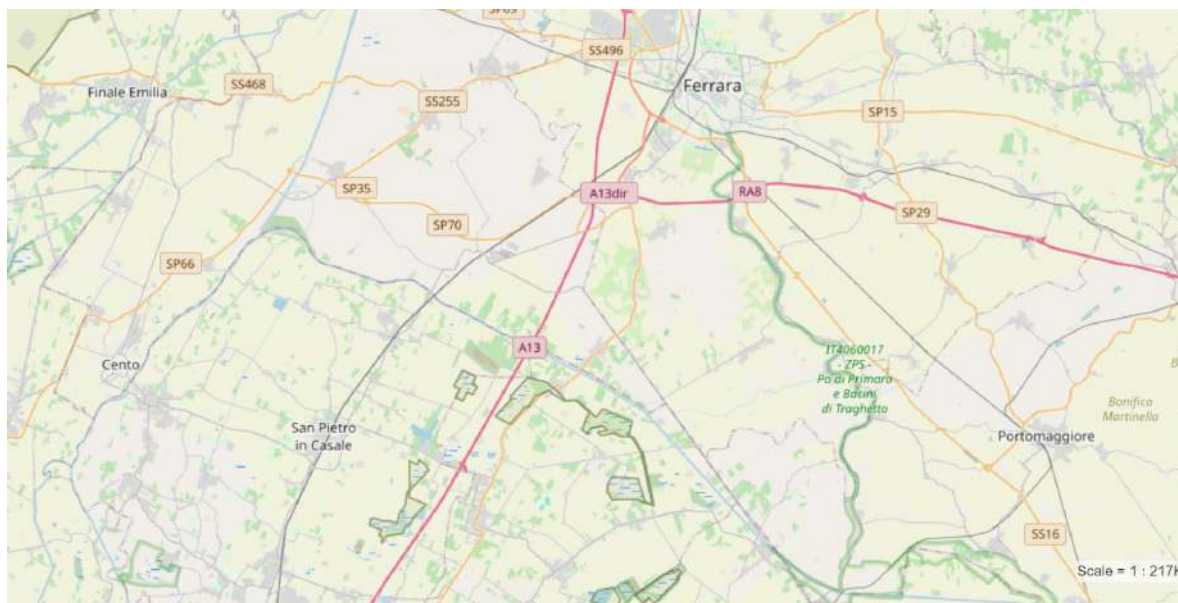 SP69
SS496
Ferrara
Finale Emilia
SS468
SS255
SP15
SP35
A13dir
RA8
SP70
SP29
SP66
A13
Cento
IT4060017
- ZPS -
Po di Primaro
e Bacini
di Traghetto
Bonifica
Martinella
San Pietro
in Casale
Portomaggiore
SS16
Scale = 1 : 217K